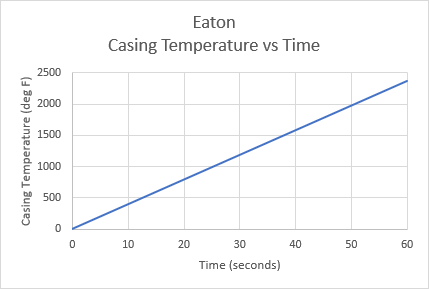 Eaton
Casing Temperature vs Time
Casing Temperature (deg F)
2500
2000
1500
1000
500
0
0 10 20 30 40 50 60
Time (seconds)